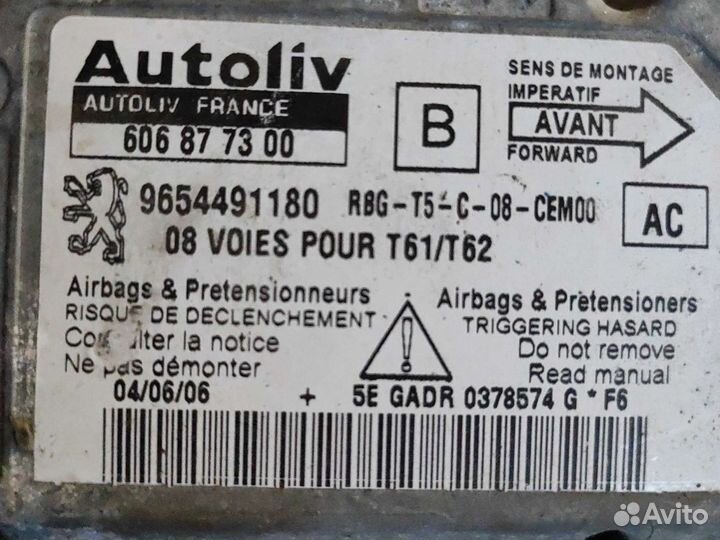 Autoliv
AUTOLIV FRANCE
606 87 73 00
B
SENS DE MONTAGE
IMPERATIF
AVANT
FORWARD
9654491180 RBG-T5-C-08-CEM00
AC
08 VOIES POUR T61/T62
Airbags & Pretensionneurs
RISQUE DE DECLENCHEMENT
la notice
Ne pas démonter
Airbags & Pretensioners
TRIGGERING HASARD
Do not remove
Read manual
04/06/06 + 5E GADR 0378574 G * F6
Avito